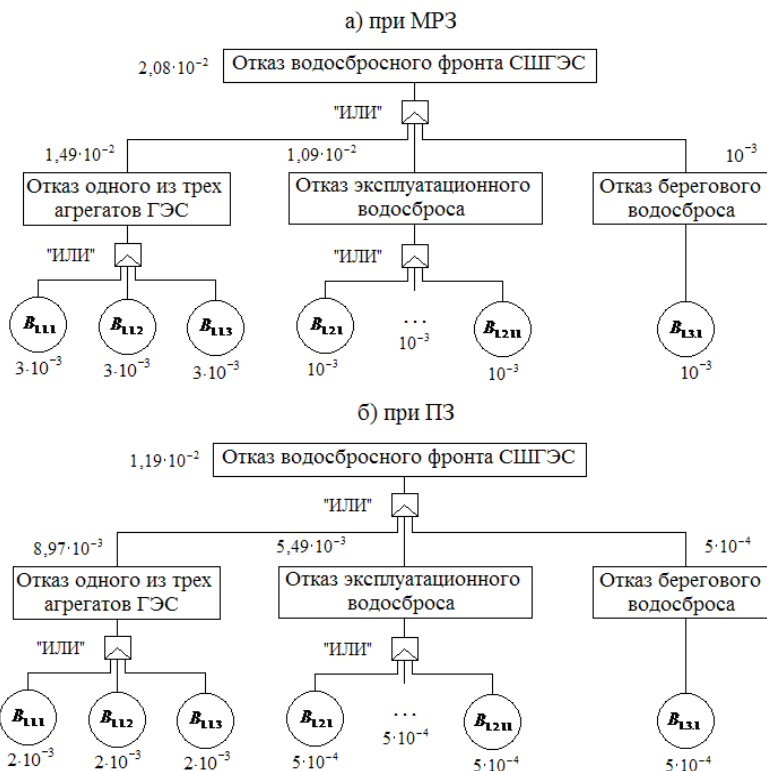 а) при МРЗ
2,08·10⁻²
Отказ водосбросного фронта СШГЭС
"ИЛИ"
1,49·10⁻²
1,09·10⁻²
10⁻³
Отказ одного из трех
агрегатов ГЭС
Отказ эксплуатационного
водосброса
Отказ берегового
водосброса
"ИЛИ"
"ИЛИ"
B1.1.1
B1.1.2
B1.1.3
B1.2.1
...
B1.2.11
B1.3.1
3·10⁻³
3·10⁻³
3·10⁻³
10⁻³
10⁻³
10⁻³
10⁻³
б) при ПЗ
1,19·10⁻²
Отказ водосбросного фронта СШГЭС
"ИЛИ"
8,97·10⁻³
5,49·10⁻³
5·10⁻⁴
Отказ одного из трех
агрегатов ГЭС
Отказ эксплуатационного
водосброса
Отказ берегового
водосброса
"ИЛИ"
"ИЛИ"
B1.1.1
B1.1.2
B1.1.3
B1.2.1
...
B1.2.11
B1.3.1
2·10⁻³
2·10⁻³
2·10⁻³
5·10⁻⁴
5·10⁻⁴
5·10⁻⁴
5·10⁻⁴